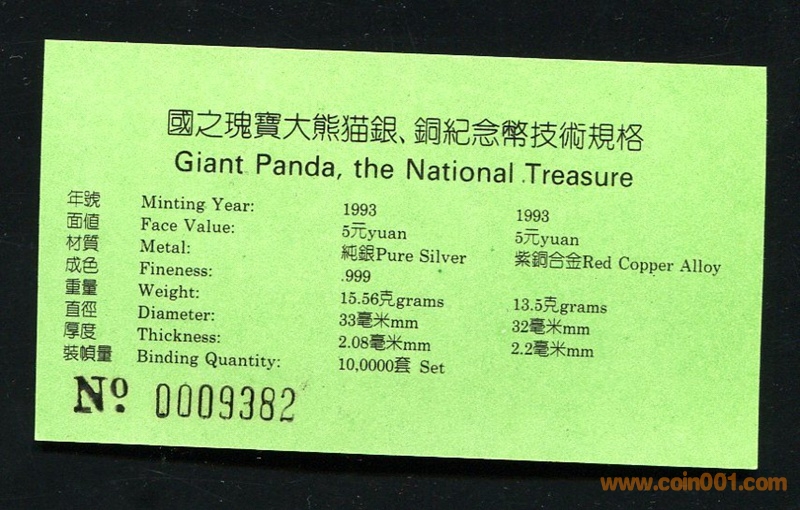 國之瑰寶大熊猫銀、銅紀念幣技術規格
Giant Panda, the National Treasure
年號 Minting Year: 1993 1993
面値 Face Value: 5元yuan 5元yuan
材質 Metal: 純銀Pure Silver 紫銅合金Red Copper Alloy
成色 Fineness: .999
重量 Weight: 15.56克grams 13.5克grams
直徑 Diameter: 33毫米mm 32毫米mm
厚度 Thickness: 2.08毫米mm 2.2毫米mm
裝幀量 Binding Quantity: 10,0000套 Set
Nº 0009382
www.coin001.com